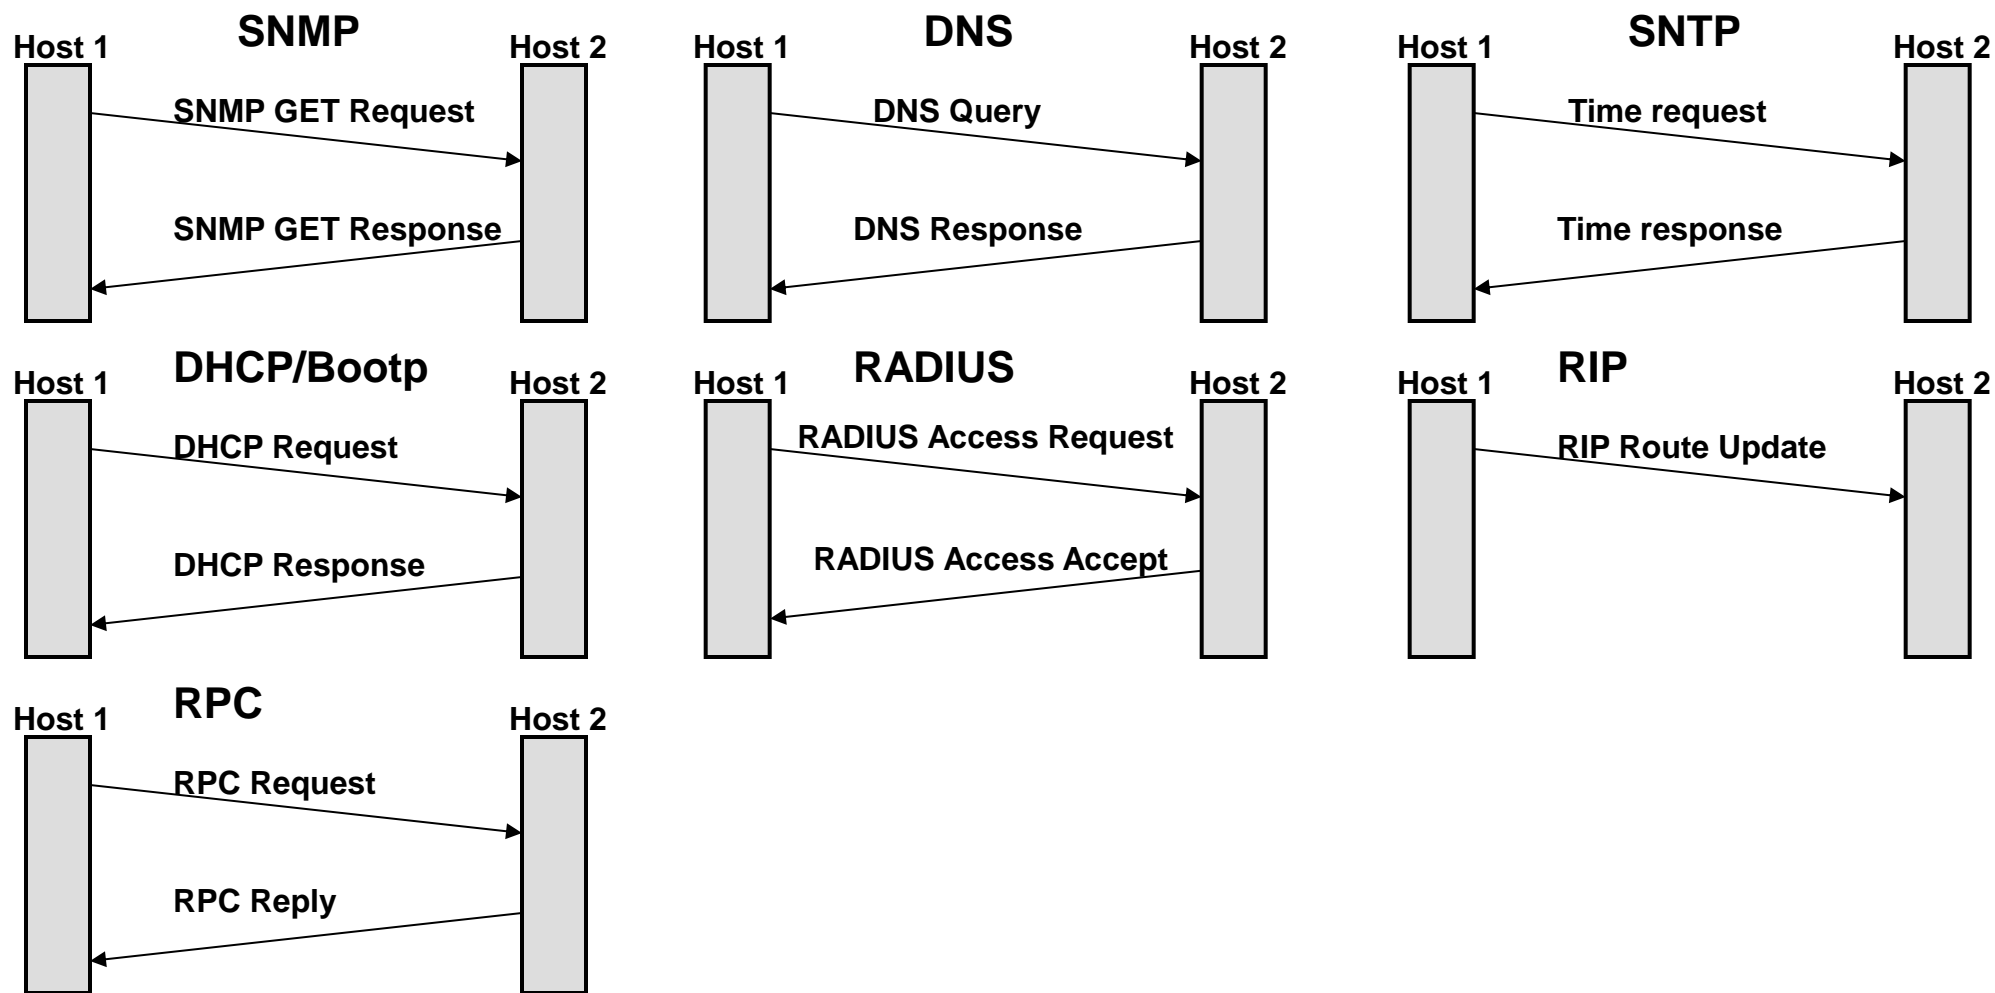 SNMP
Host 1
Host 2
SNMP GET Request
SNMP GET Response
DNS
Host 1
Host 2
DNS Query
DNS Response
SNTP
Host 1
Host 2
Time request
Time response
DHCP/Bootp
Host 1
Host 2
DHCP Request
DHCP Response
RADIUS
Host 1
Host 2
RADIUS Access Request
RADIUS Access Accept
RIP
Host 1
Host 2
RIP Route Update
RPC
Host 1
Host 2
RPC Request
RPC Reply